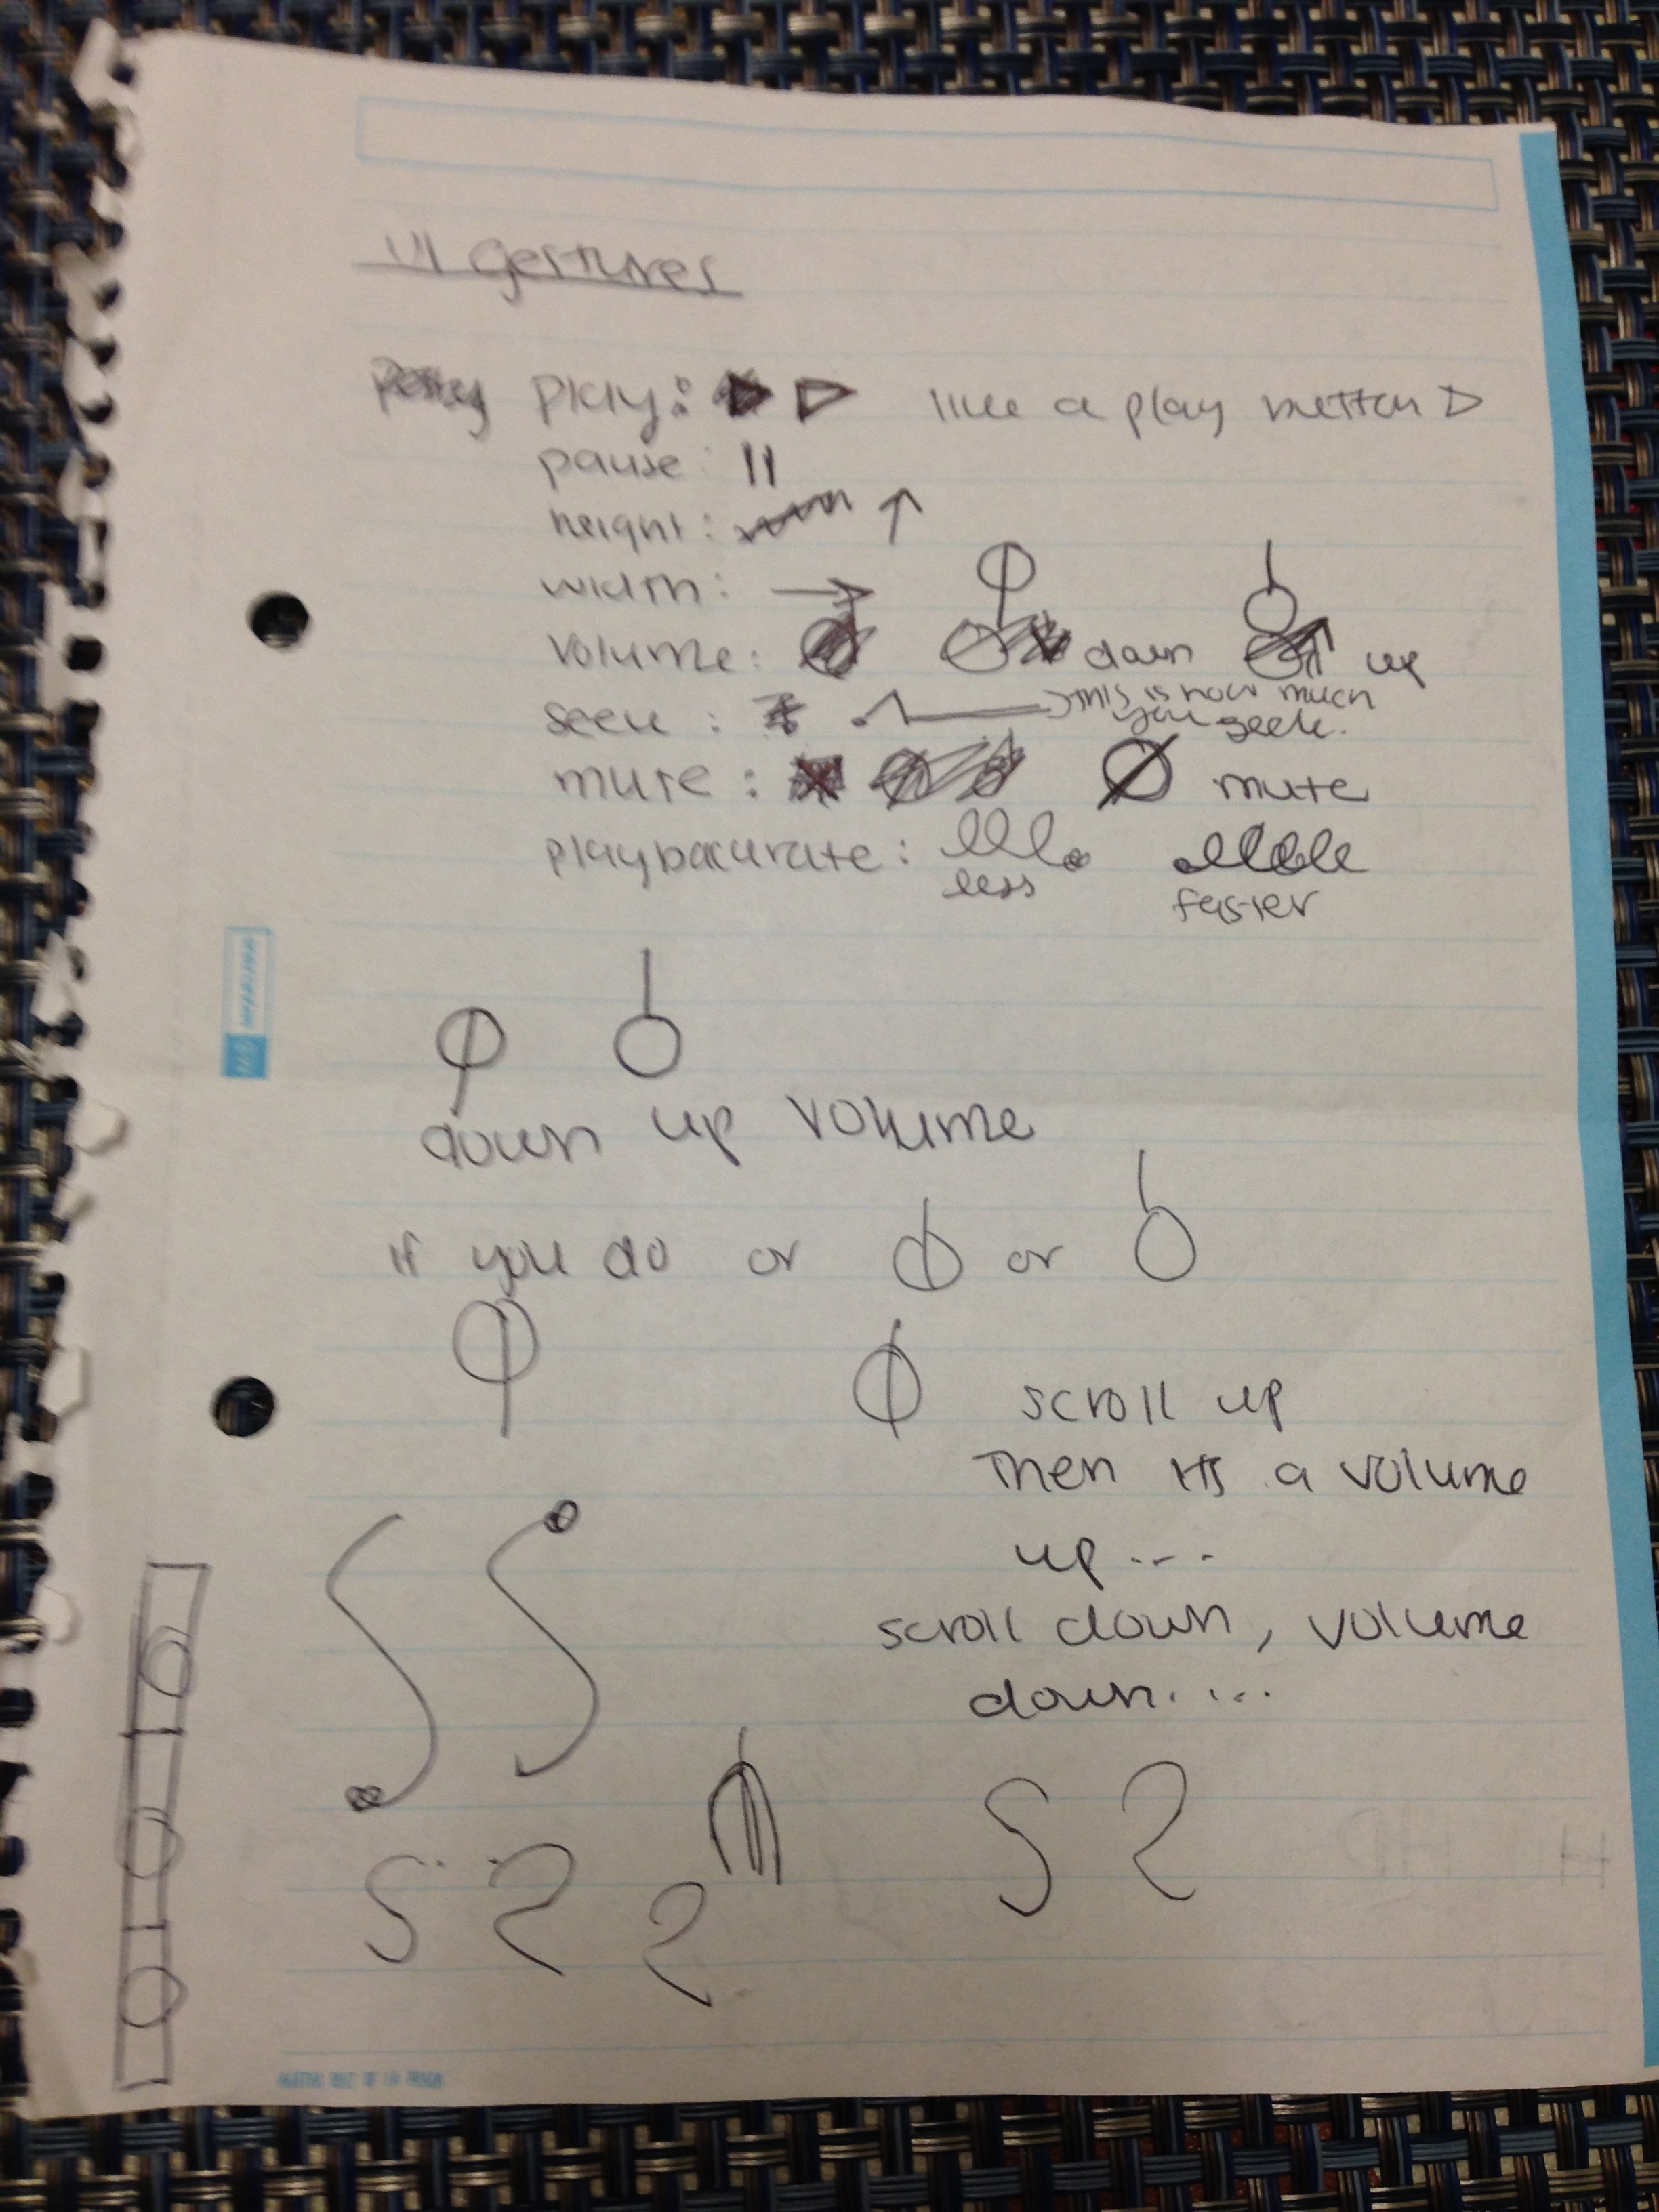 UI gestures
play: like a play button
pause: 11
height:
width:
volume: down up
seek: this is how much
you seek.
mute: mute
playbackrate:
less faster
down up volume
if you do or or
scroll up
Then its a volume
up...
scroll down, volume
down....
S 2
S 2 2